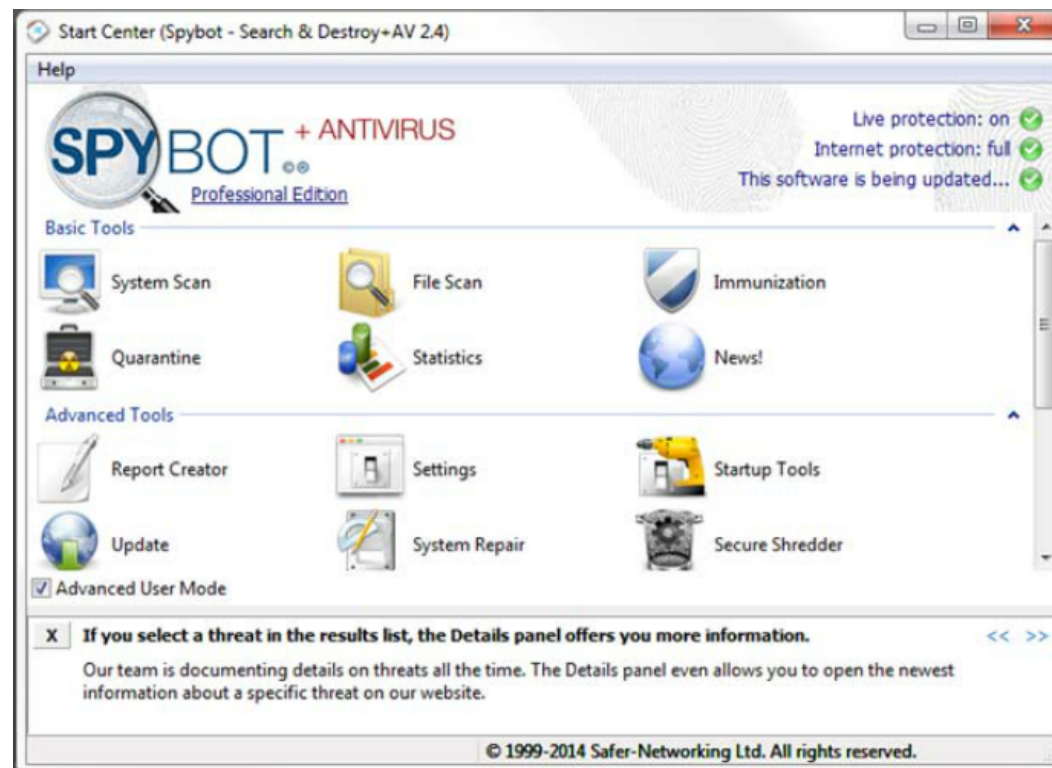 Start Center (Spybot - Search & Destroy+AV 2.4)
Help
SPYBOT + ANTIVIRUS
©®
Professional Edition
Live protection: on
Internet protection: full
This software is being updated...
Basic Tools
System Scan
File Scan
Immunization
Quarantine
Statistics
News!
Advanced Tools
Report Creator
Settings
Startup Tools
Update
System Repair
Secure Shredder
Advanced User Mode
X If you select a threat in the results list, the Details panel offers you more information. << >>
Our team is documenting details on threats all the time. The Details panel even allows you to open the newest
information about a specific threat on our website.
© 1999-2014 Safer-Networking Ltd. All rights reserved.